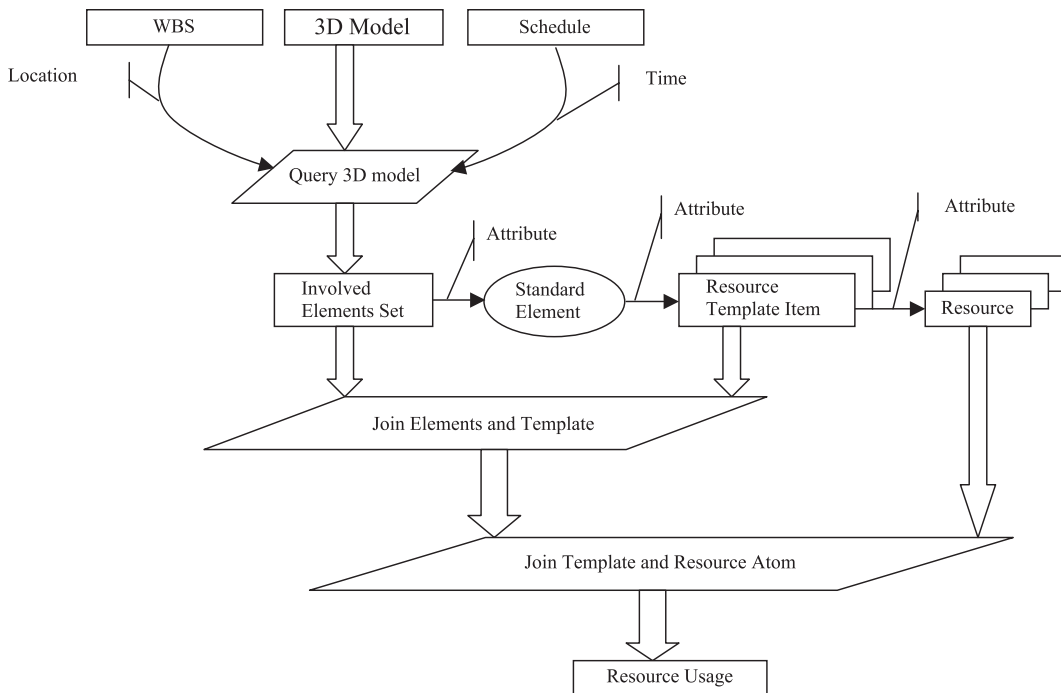 WBS
3D Model
Schedule
Location
Time
Query 3D model
Attribute
Attribute
Attribute
Involved
Elements Set
Standard
Element
Resource
Template Item
Resource
Join Elements and Template
Join Template and Resource Atom
Resource Usage